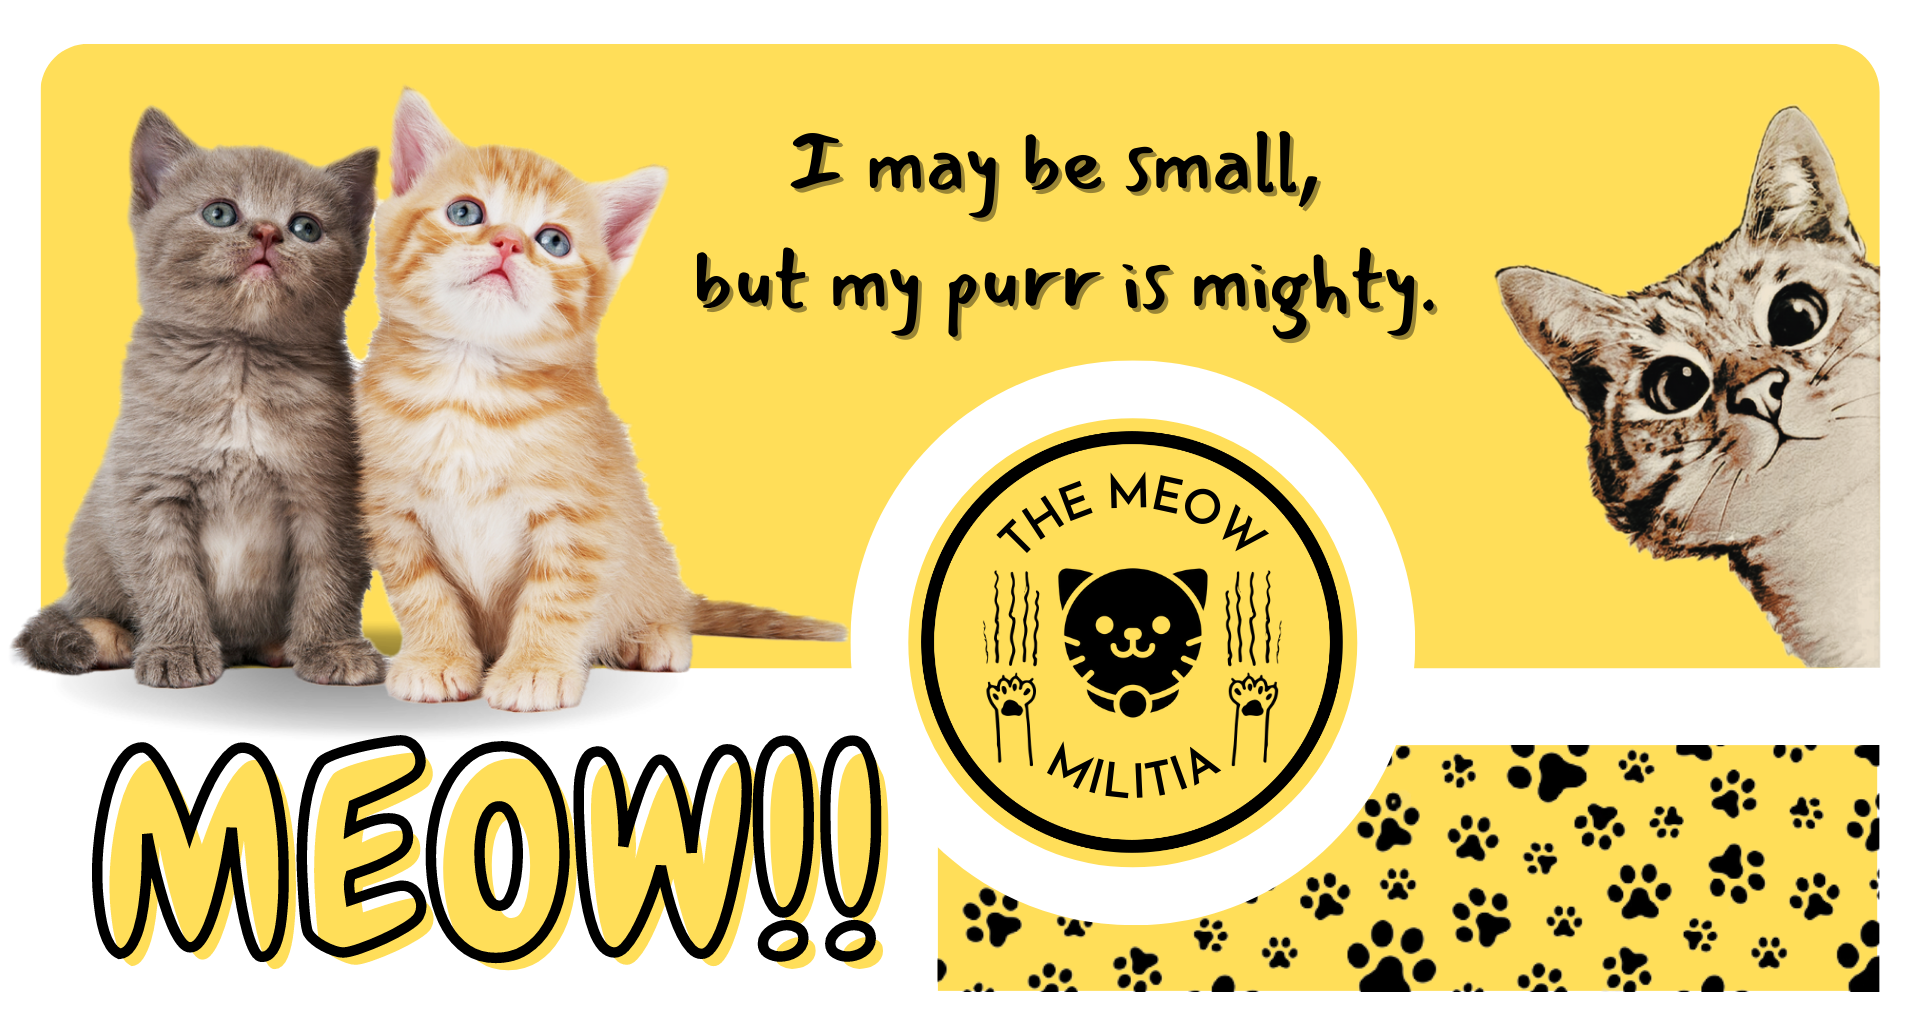 I may be small,
but my purr is mighty.
THE MEOW
MILITIA
MEOW!!